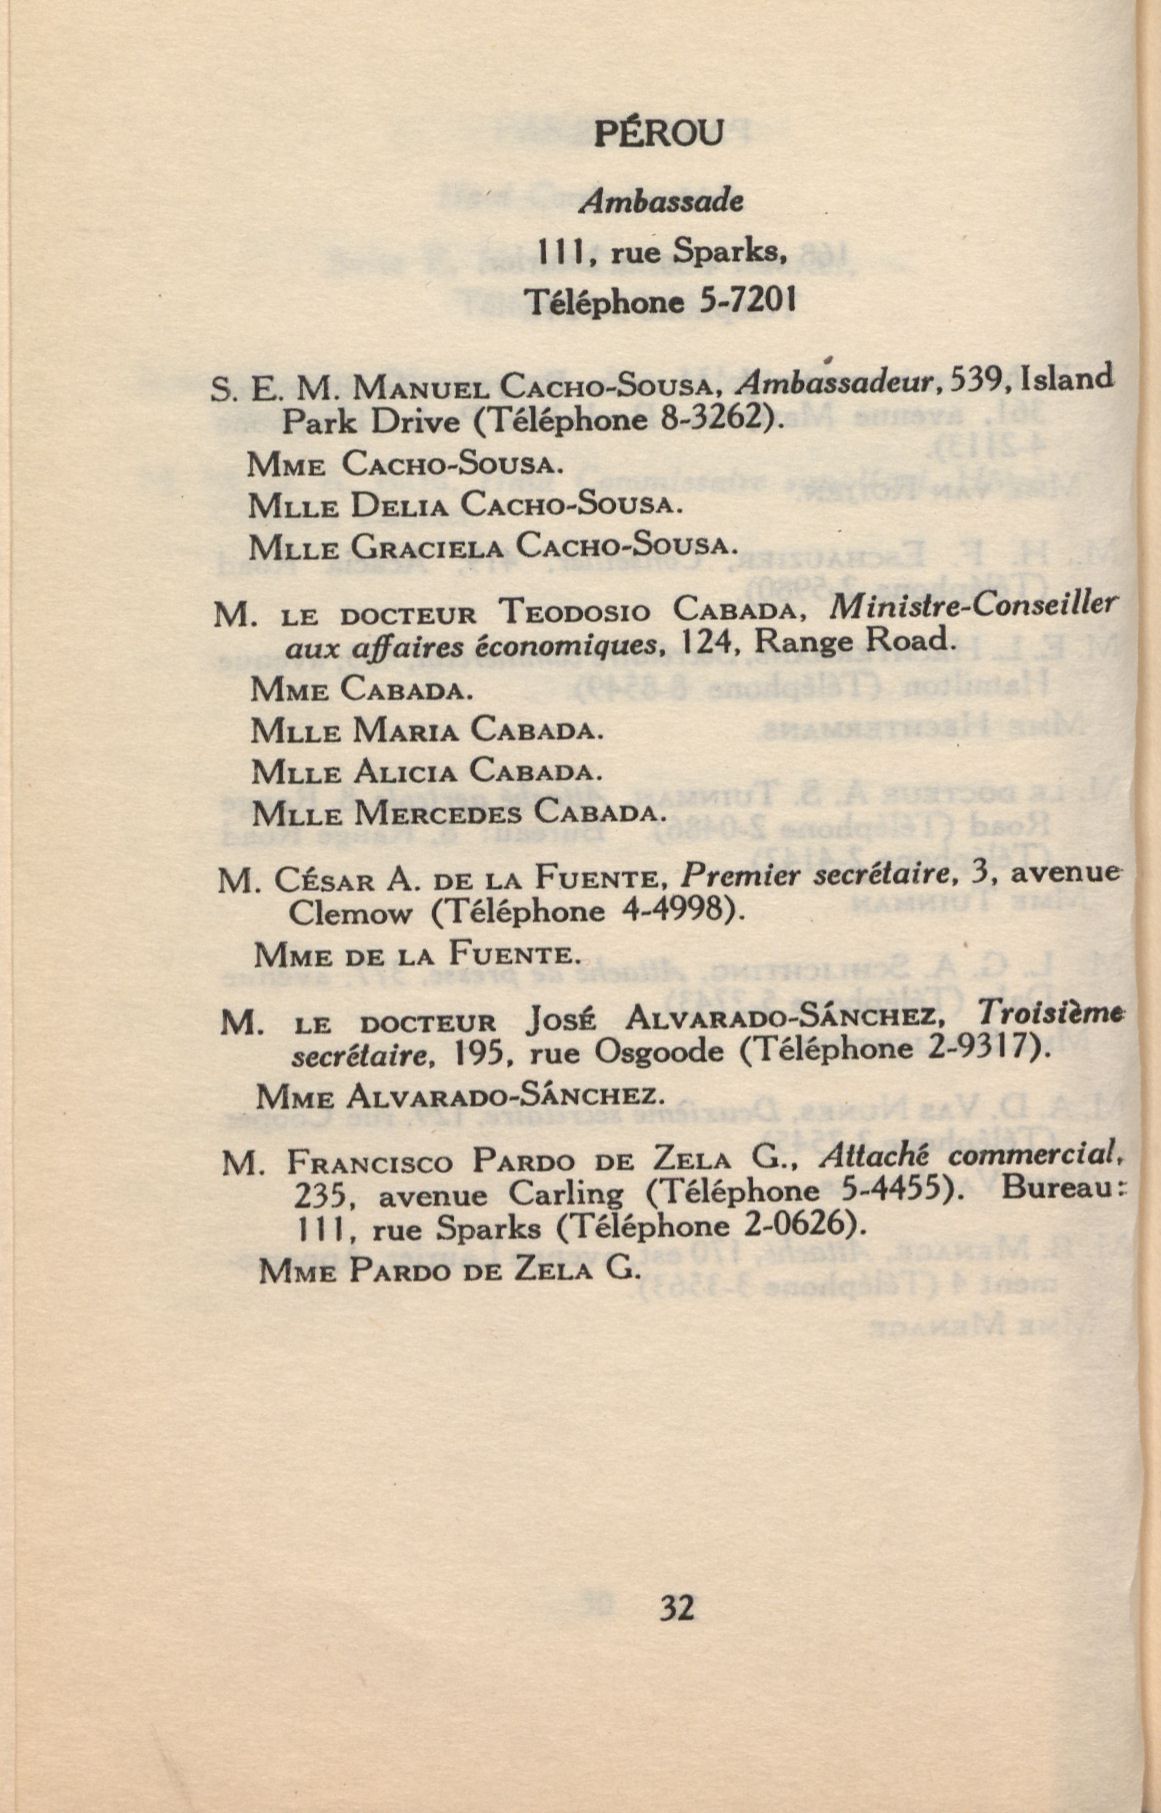 PÉROU
Ambassade
111, rue Sparks,
Téléphone 5-7201
S. E. M. MANUEL CACHO-SOUSA, Ambassadeur, 539, Island
Park Drive (Téléphone 8-3262).
MME CACHO-SOUSA.
MLLE DELIA CACHO-SOUSA.
MLLE GRACIELA CACHO-SOUSA.
M. LE DOCTEUR TEODOSIO CABADA, Ministre-Conseiller
aux affaires économiques, 124, Range Road.
MME CABADA.
MLLE MARIA CABADA.
MLLE ALICIA CABADA.
MLLE MERCEDES CABADA.
M. CÉSAR A. DE LA FUENTE, Premier secrétaire, 3, avenue
Clemow (Téléphone 4-4998).
MME DE LA FUENTE.
M. LE DOCTEUR JOSÉ ALVARADO-SÁNCHEZ, Troisième
secrétaire, 195, rue Osgoode (Téléphone 2-9317).
MME ALVARADO-SÁNCHEZ.
M. FRANCISCO PARDO DE ZELA G., Attaché commercial,
235, avenue Carling (Téléphone 5-4455). Bureau:
111, rue Sparks (Téléphone 2-0626).
MME PARDO DE ZELA G.
32